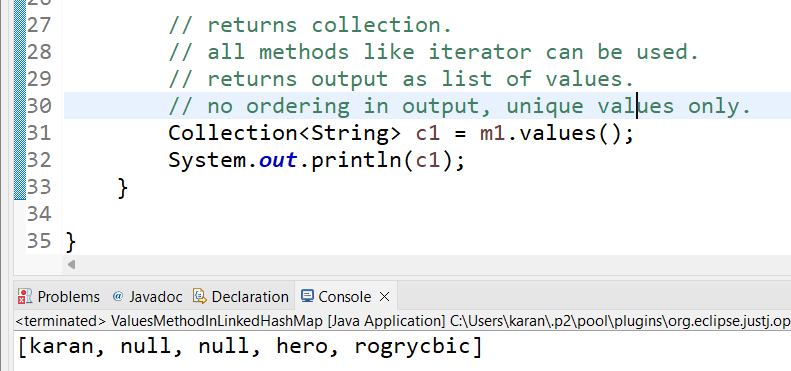 27 // returns collection.
28 // all methods like iterator can be used.
29 // returns output as list of values.
30 // no ordering in output, unique values only.
31 Collection<String> c1 = m1.values();
32 System.out.println(c1);
33 }
34
35 }
Problems @ Javadoc Declaration Console
<terminated> ValuesMethodInLinkedHashMap [Java Application] C:\Users\karan\.p2\pool\plugins\org.eclipse.justj.op
[karan, null, null, hero, rogrycbic]